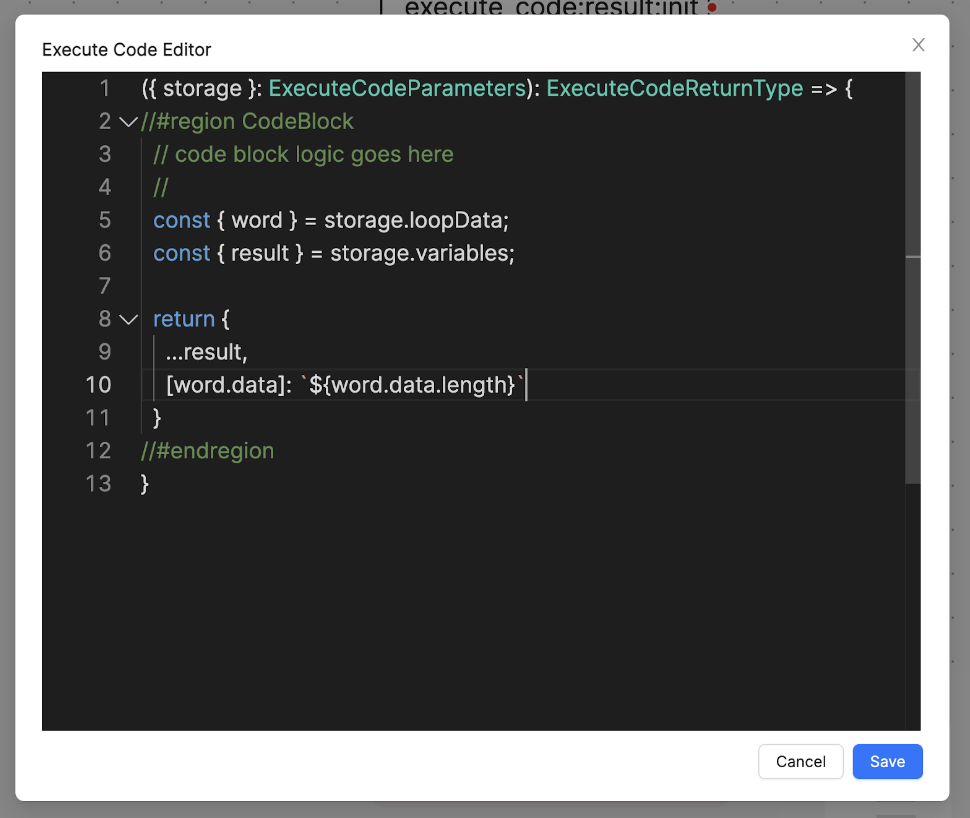 execute_code:result:init
Execute Code Editor
1 ({ storage }: ExecuteCodeParameters): ExecuteCodeReturnType => {
2 //#region CodeBlock
3 // code block logic goes here
4 //
5 const { word } = storage.loopData;
6 const { result } = storage.variables;
7
8 return {
9 ...result,
10 [word.data]: `${word.data.length}`
11 }
12 //#endregion
13 }
Cancel
Save